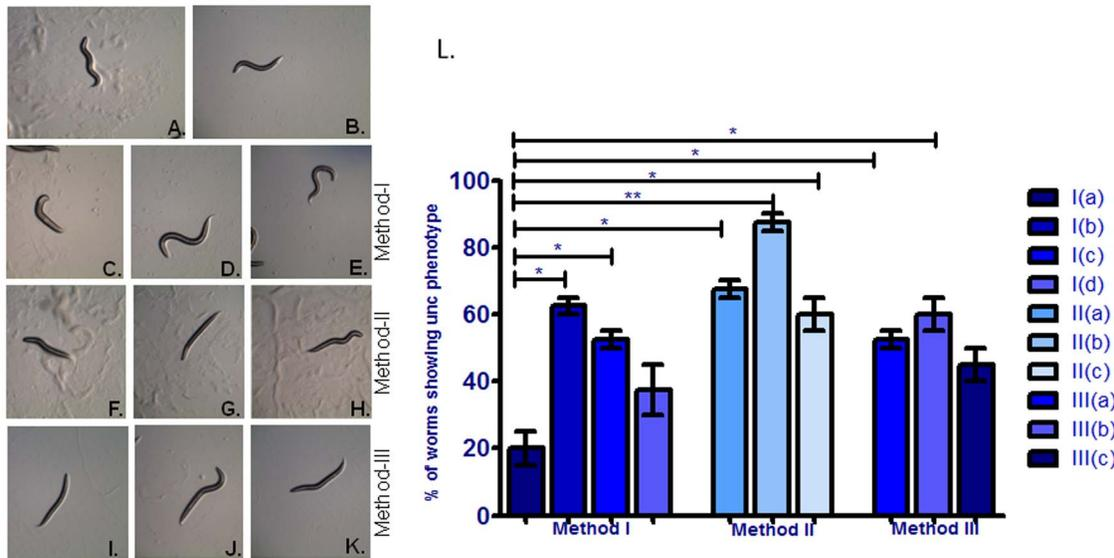 A.
B.
C.
D.
E.
Method-I
F.
G.
H.
Method-II
I.
J.
K.
Method-III
L.
% of worms showing unc phenotype
100
80
60
40
20
0
*
*
*
**
*
*
*
Method I
Method II
Method III
I(a)
I(b)
I(c)
I(d)
II(a)
II(b)
II(c)
III(a)
III(b)
III(c)